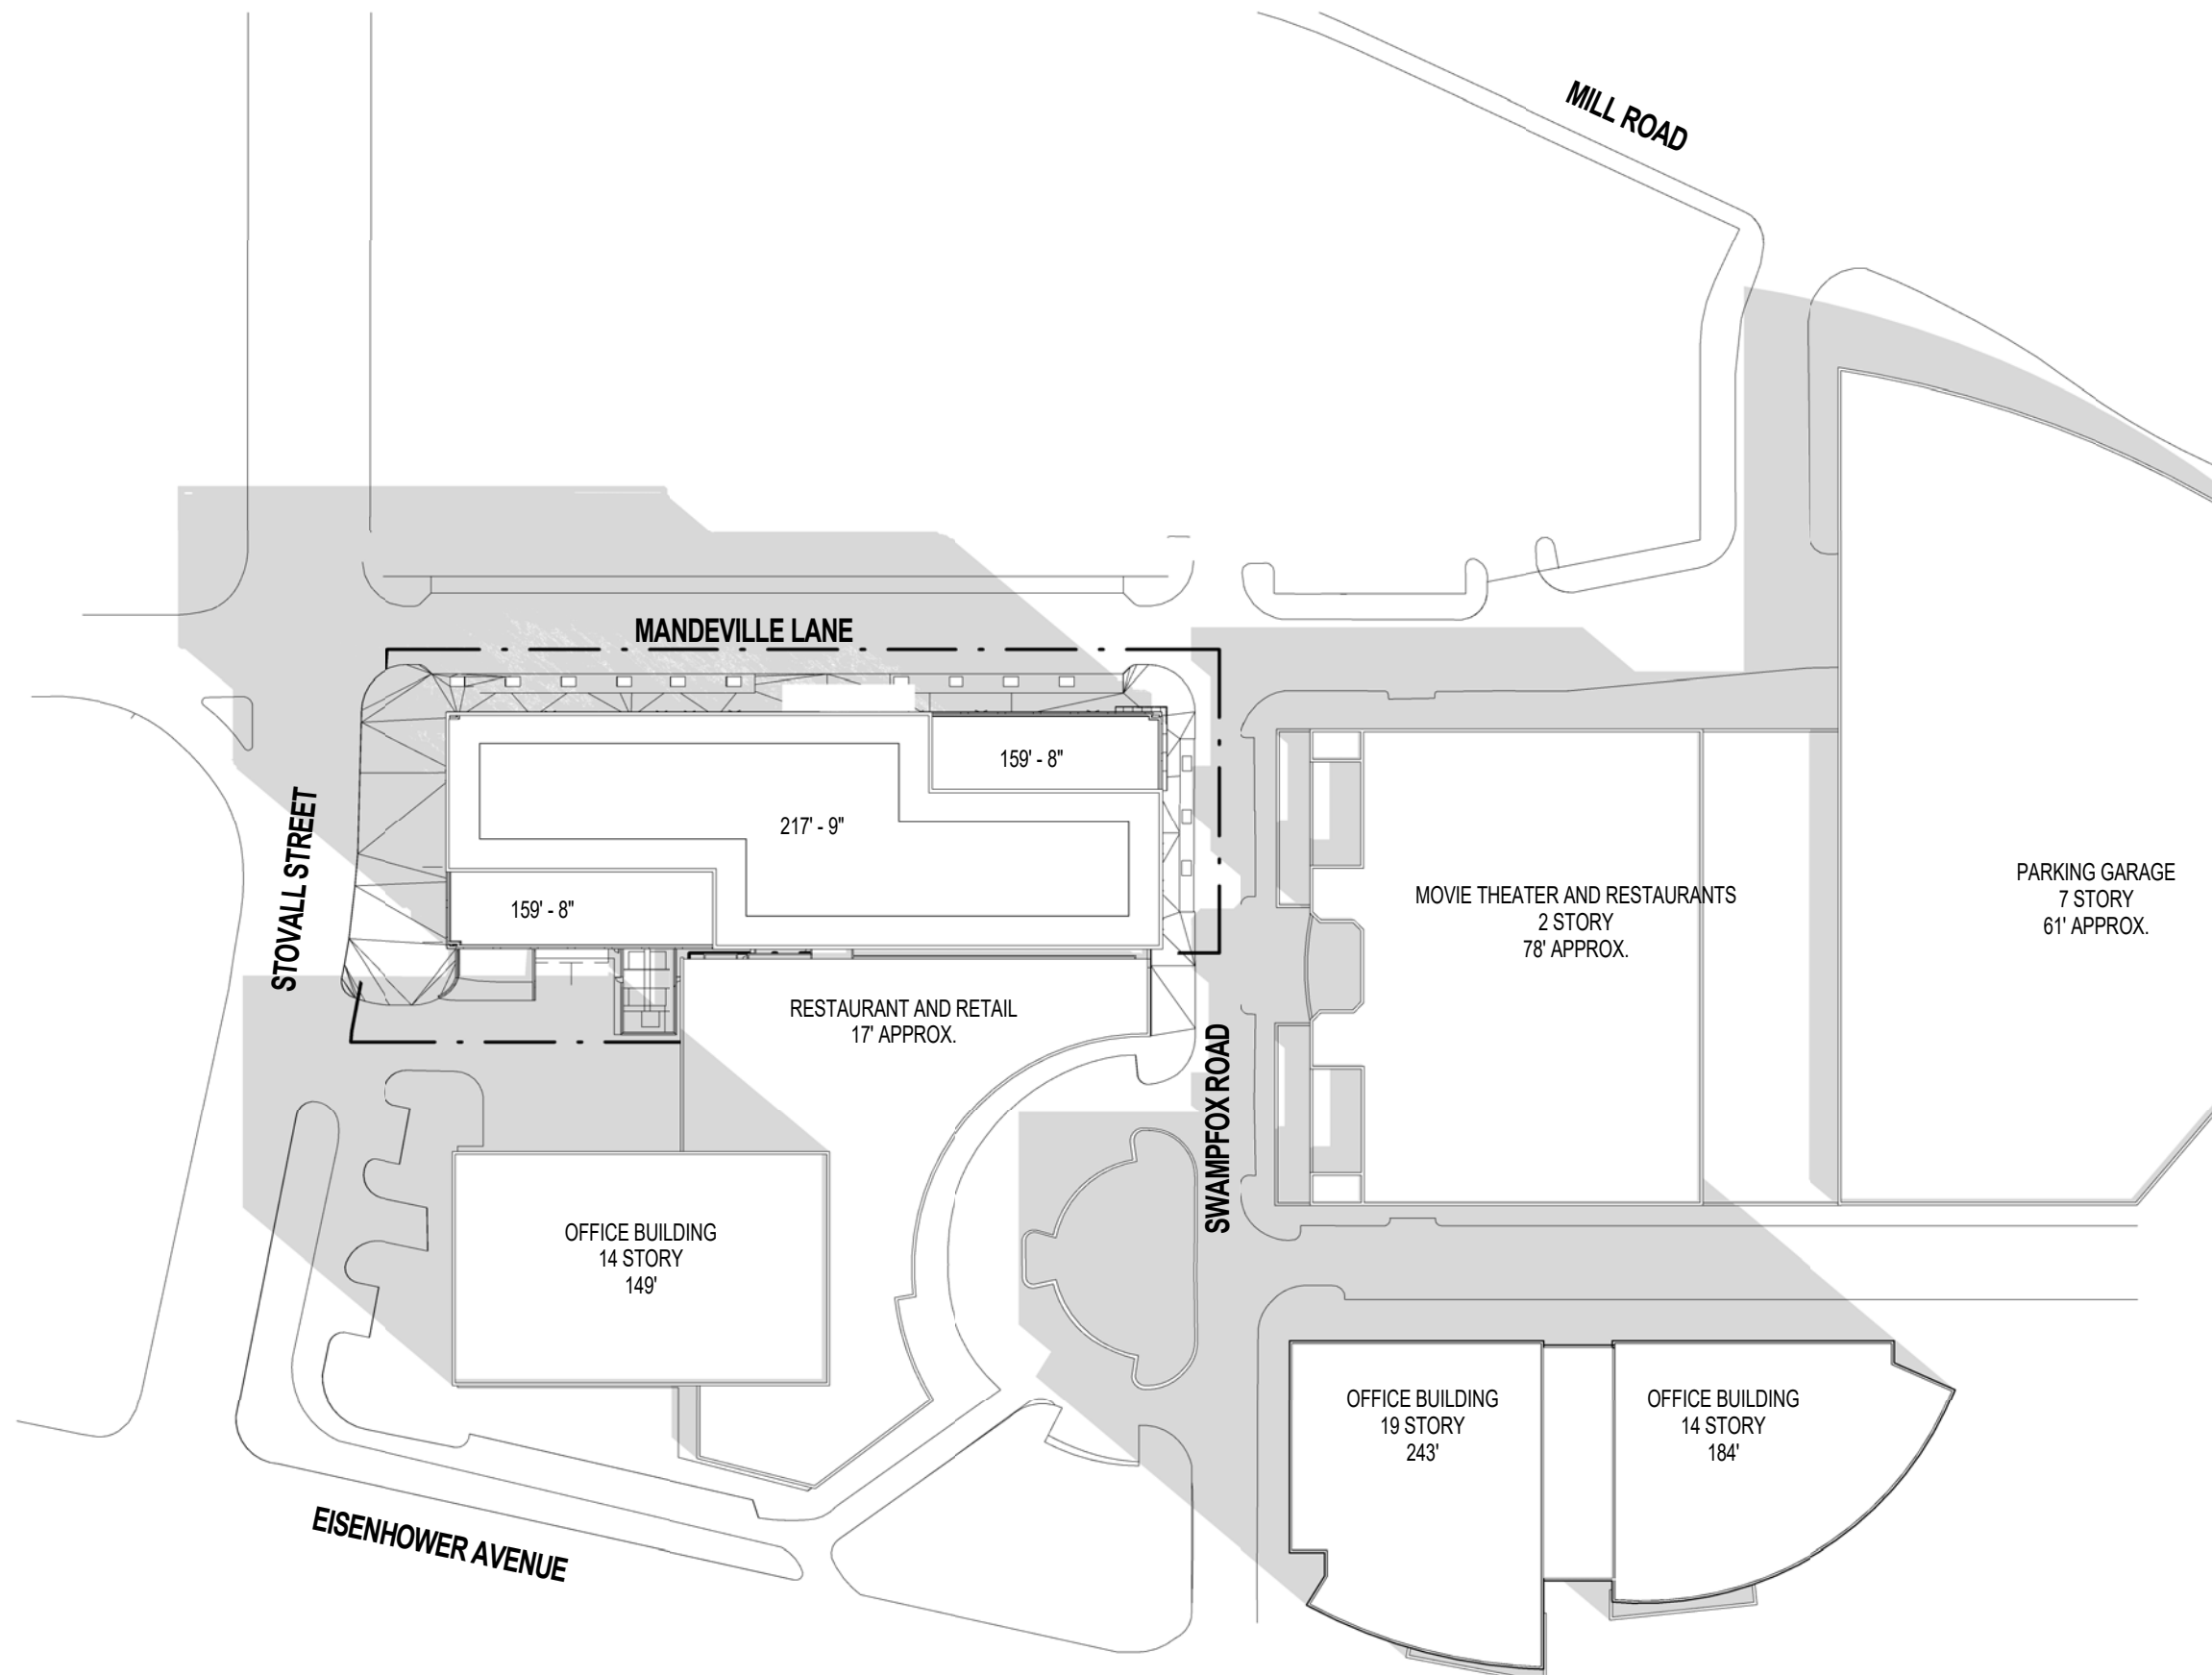 MILL ROAD
MANDEVILLE LANE
159' - 8"
217' - 9"
STOVALL STREET
159' - 8"
MOVIE THEATER AND RESTAURANTS
2 STORY
78' APPROX.
PARKING GARAGE
7 STORY
61' APPROX.
RESTAURANT AND RETAIL
17' APPROX.
SWAMPFOX ROAD
OFFICE BUILDING
14 STORY
149'
OFFICE BUILDING
19 STORY
243'
OFFICE BUILDING
14 STORY
184'
EISENHOWER AVENUE